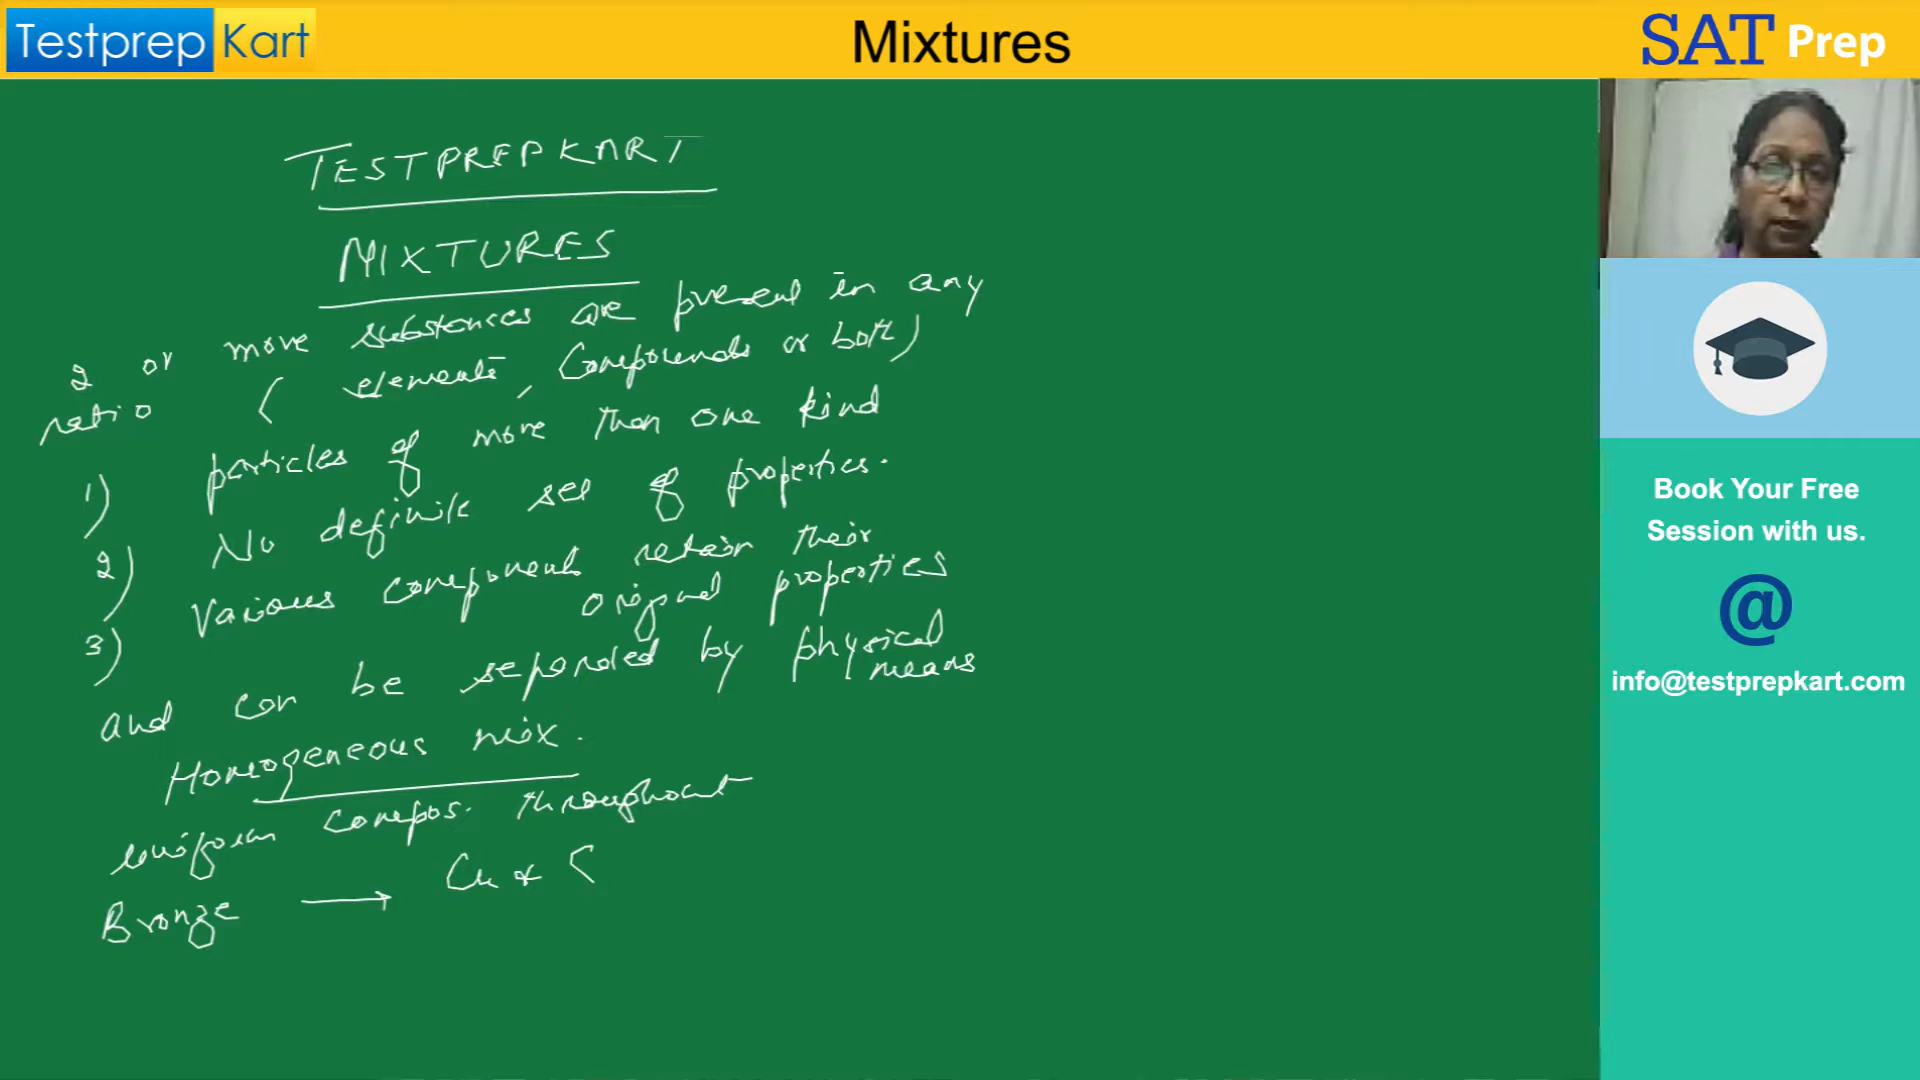 Testprep Kart
Mixtures
SAT Prep
TESTPREPKART
MIXTURES
2 or more substances are present in any
ratio ( elements, Compounds or both)
1) particles of more than one kind
2) No definite set of properties.
3) Various component retain their
original properties
and can be separated by physical
means
Homogeneous mix.
uniform compos. throughout
Bronze → Cu & S
Book Your Free
Session with us.
@
info@testprepkart.com